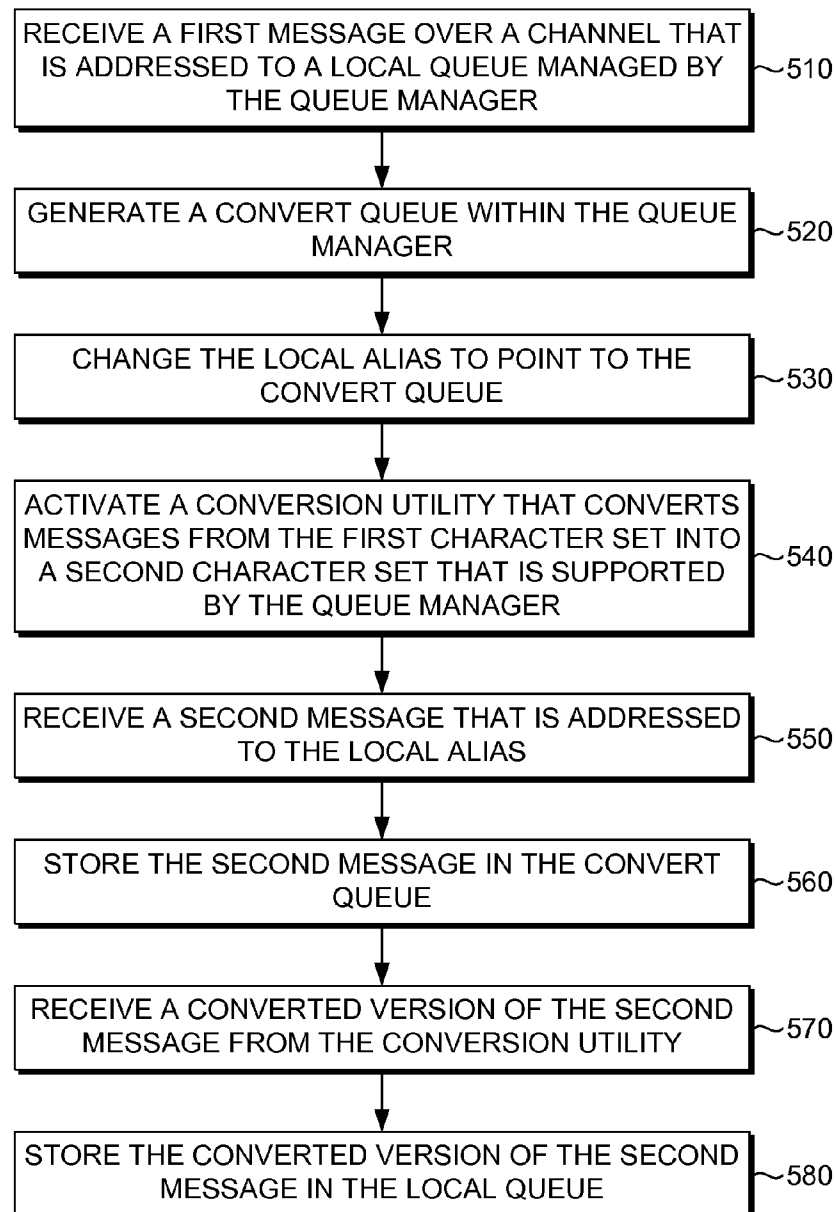 RECEIVE A FIRST MESSAGE OVER A CHANNEL THAT
IS ADDRESSED TO A LOCAL QUEUE MANAGED BY
THE QUEUE MANAGER
510
GENERATE A CONVERT QUEUE WITHIN THE QUEUE
MANAGER
520
CHANGE THE LOCAL ALIAS TO POINT TO THE
CONVERT QUEUE
530
ACTIVATE A CONVERSION UTILITY THAT CONVERTS
MESSAGES FROM THE FIRST CHARACTER SET INTO
A SECOND CHARACTER SET THAT IS SUPPORTED
BY THE QUEUE MANAGER
540
RECEIVE A SECOND MESSAGE THAT IS ADDRESSED
TO THE LOCAL ALIAS
550
STORE THE SECOND MESSAGE IN THE CONVERT
QUEUE
560
RECEIVE A CONVERTED VERSION OF THE SECOND
MESSAGE FROM THE CONVERSION UTILITY
570
STORE THE CONVERTED VERSION OF THE SECOND
MESSAGE IN THE LOCAL QUEUE
580